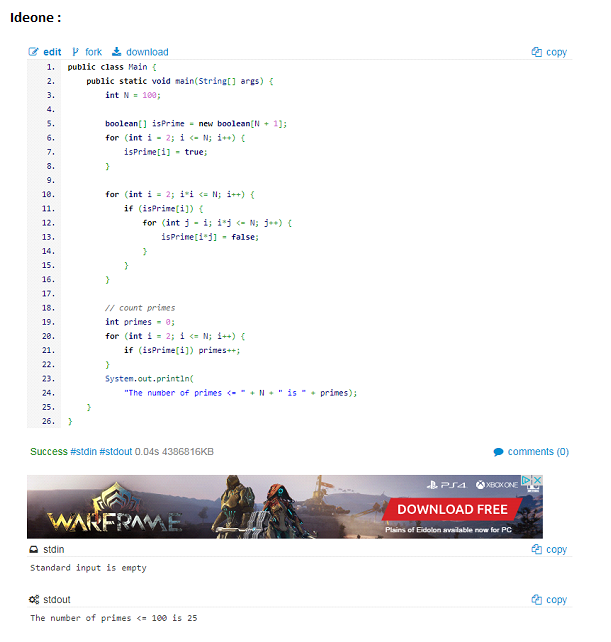 Ideone :
edit fork download copy
1. public class Main {
2. public static void main(String[] args) {
3. int N = 100;
4.
5. boolean[] isPrime = new boolean[N + 1];
6. for (int i = 2; i <= N; i++) {
7. isPrime[i] = true;
8. }
9.
10. for (int i = 2; i*i <= N; i++) {
11. if (isPrime[i]) {
12. for (int j = i; i*j <= N; j++) {
13. isPrime[i*j] = false;
14. }
15. }
16. }
17.
18. // count primes
19. int primes = 0;
20. for (int i = 2; i <= N; i++) {
21. if (isPrime[i]) primes++;
22. }
23. System.out.println(
24. "The number of primes <= " + N + " is " + primes);
25. }
26. }
Success #stdin #stdout 0.04s 4386816KB comments (0)
PS4 XBOX ONE
WARFRAME
DOWNLOAD FREE
Plains of Eidolon available now for PC
stdin copy
Standard input is empty
stdout copy
The number of primes <= 100 is 25